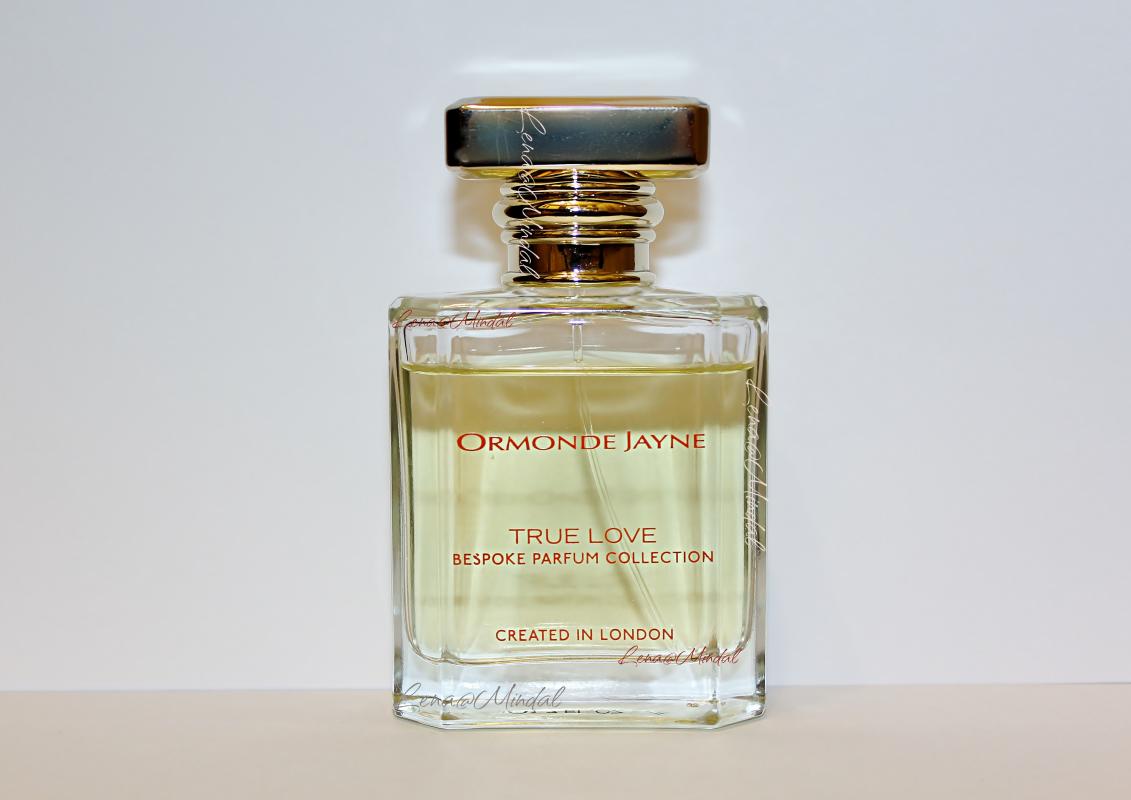 Lena@Mindal
Lena@Mindal
ORMONDE JAYNE
Lena@Mindal
TRUE LOVE
BESPOKE PARFUM COLLECTION
CREATED IN LONDON
Lena@Mindal
Lena@Mindal